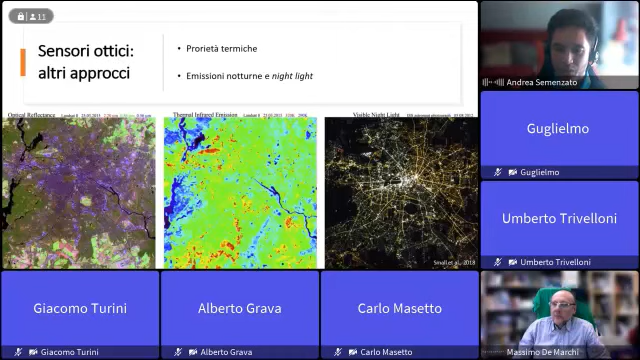 11
Sensori ottici:
altri approcci
• Prorietà termiche
• Emissioni notturne e night light
Optical Reflectance
Thermal Infrared Emission
Visible Night Light
Small et al., 2018
Andrea Semenzato
Guglielmo
Guglielmo
Umberto Trivelloni
Umberto Trivelloni
Giacomo Turini
Giacomo Turini
Alberto Grava
Alberto Grava
Carlo Masetto
Carlo Masetto
Massimo De Marchi